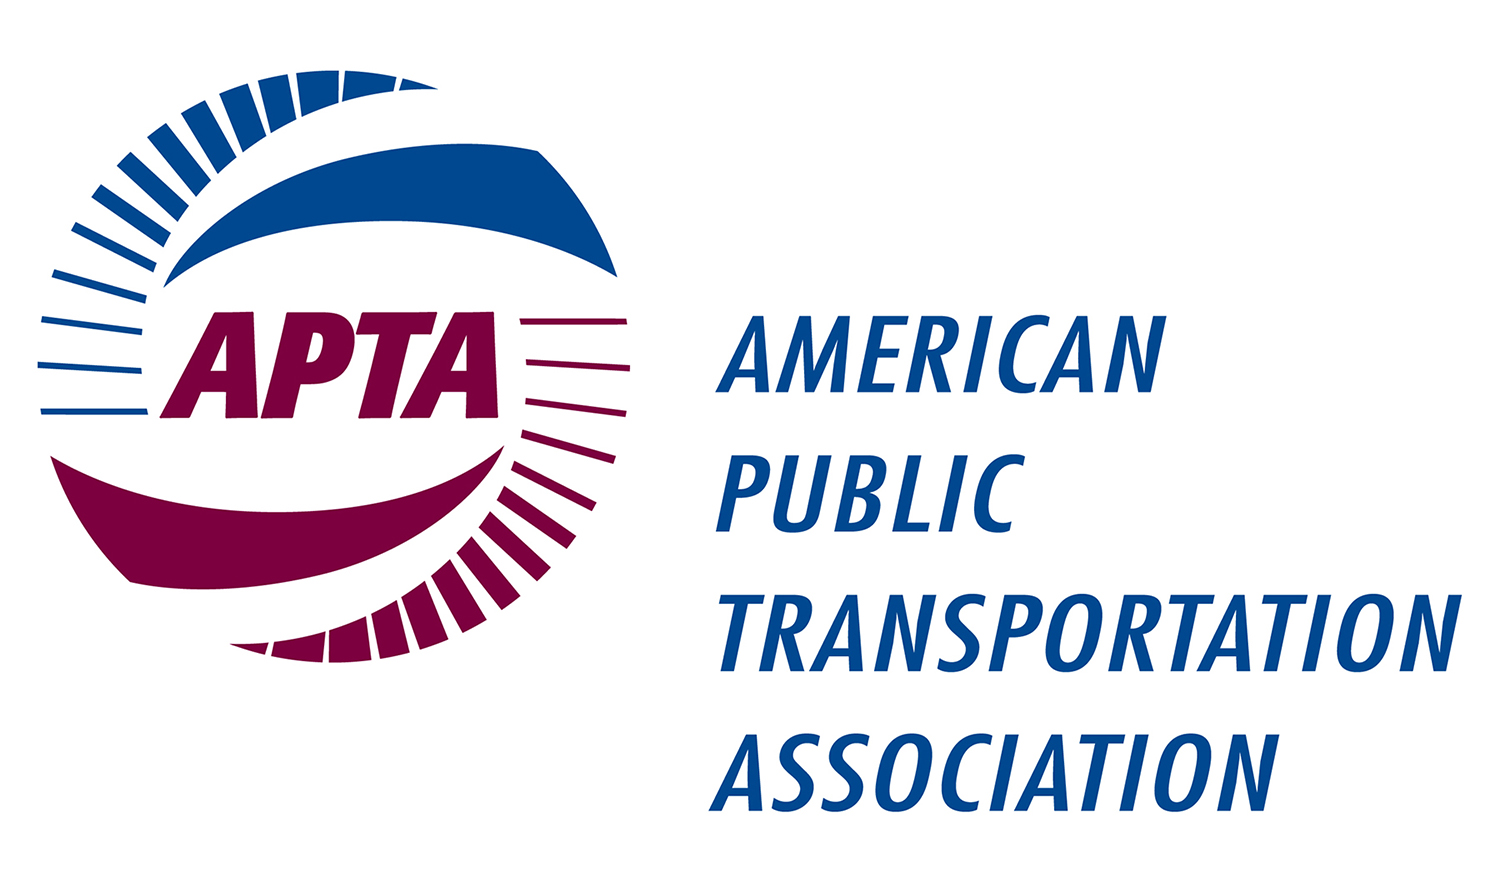 APTA
AMERICAN
PUBLIC
TRANSPORTATION
ASSOCIATION